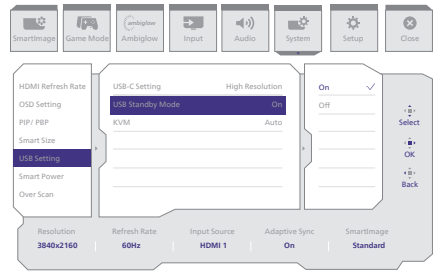 ambiglow
SmartImage Game Mode Ambiglow Input Audio System Setup Close
HDMI Refresh Rate USB-C Setting High Resolution On
OSD Setting USB Standby Mode On Off
PIP/ PBP KVM Auto
Select
Smart Size
USB Setting
OK
Smart Power
Back
Over Scan
Resolution Refresh Rate Input Source Adaptive Sync SmartImage
3840x2160 60Hz HDMI 1 On Standard